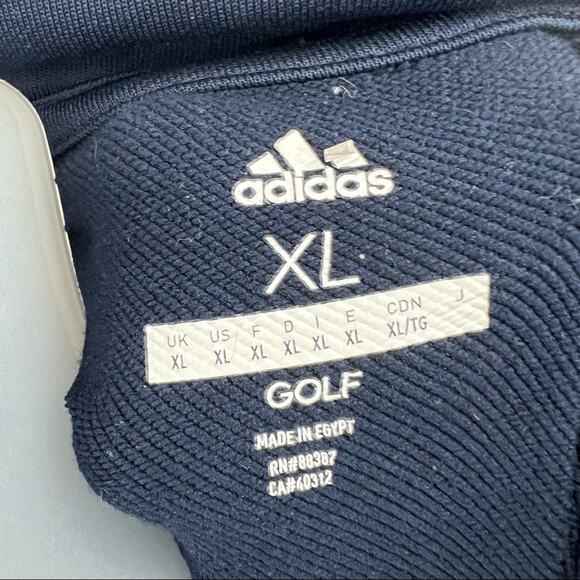 adidas
XL
UK US F D I E CDN J
XL XL XL XL XL XL XL/TG
GOLF
MADE IN EGYPT
RN#88387
CA#40312